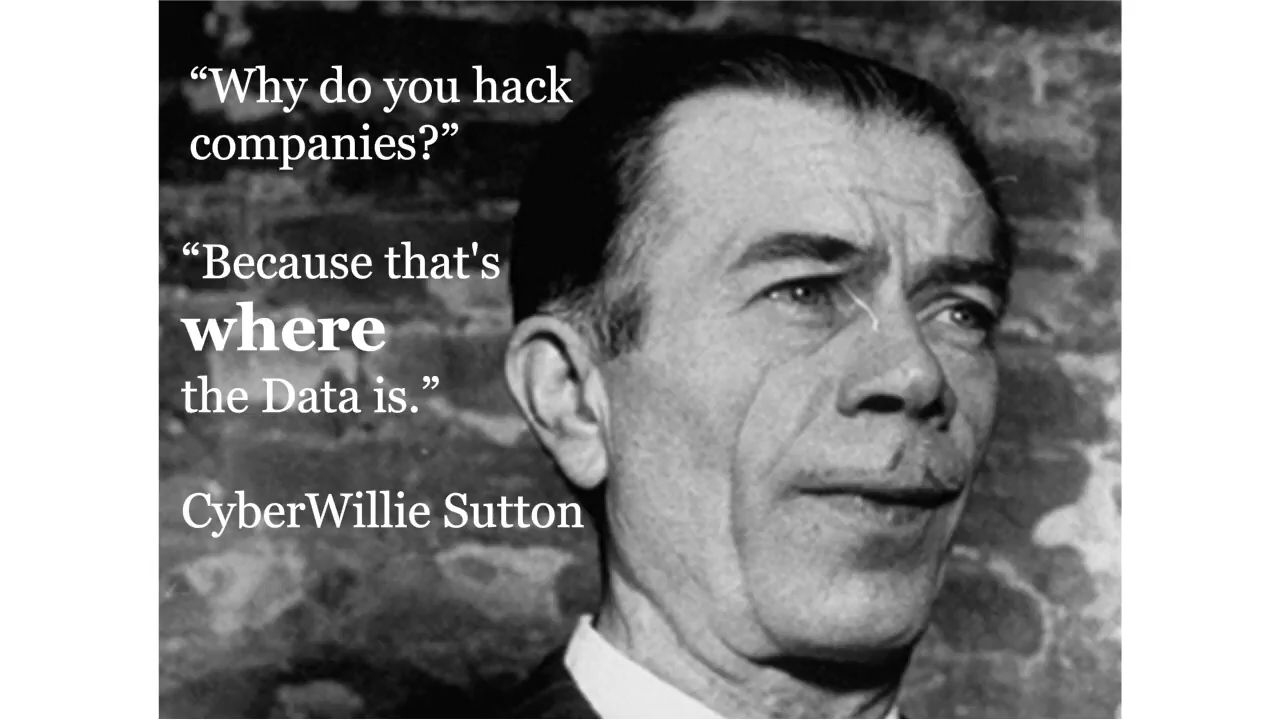 “Why do you hack
companies?”
“Because that's
where
the Data is.”
CyberWillie Sutton